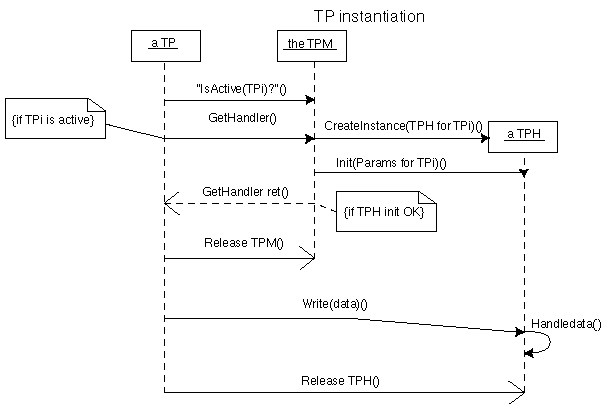 TP instantiation
a TP
the TPM
"IsActive(TPi)?"()
{if TPi is active}
GetHandler()
CreateInstance(TPH for TPi)()
a TPH
Init(Params for TPi)()
GetHandler ret()
{if TPH init OK}
Release TPM()
Write(data)()
Handledata()
Release TPH()